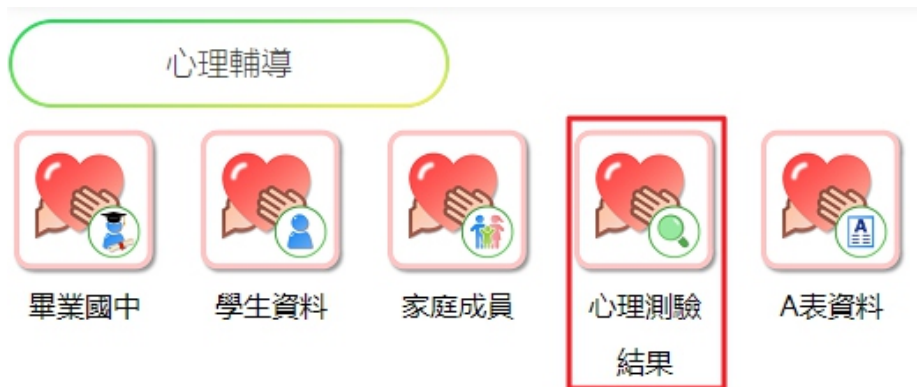 心理輔導
畢業國中
學生資料
家庭成員
心理測驗
結果
A表資料